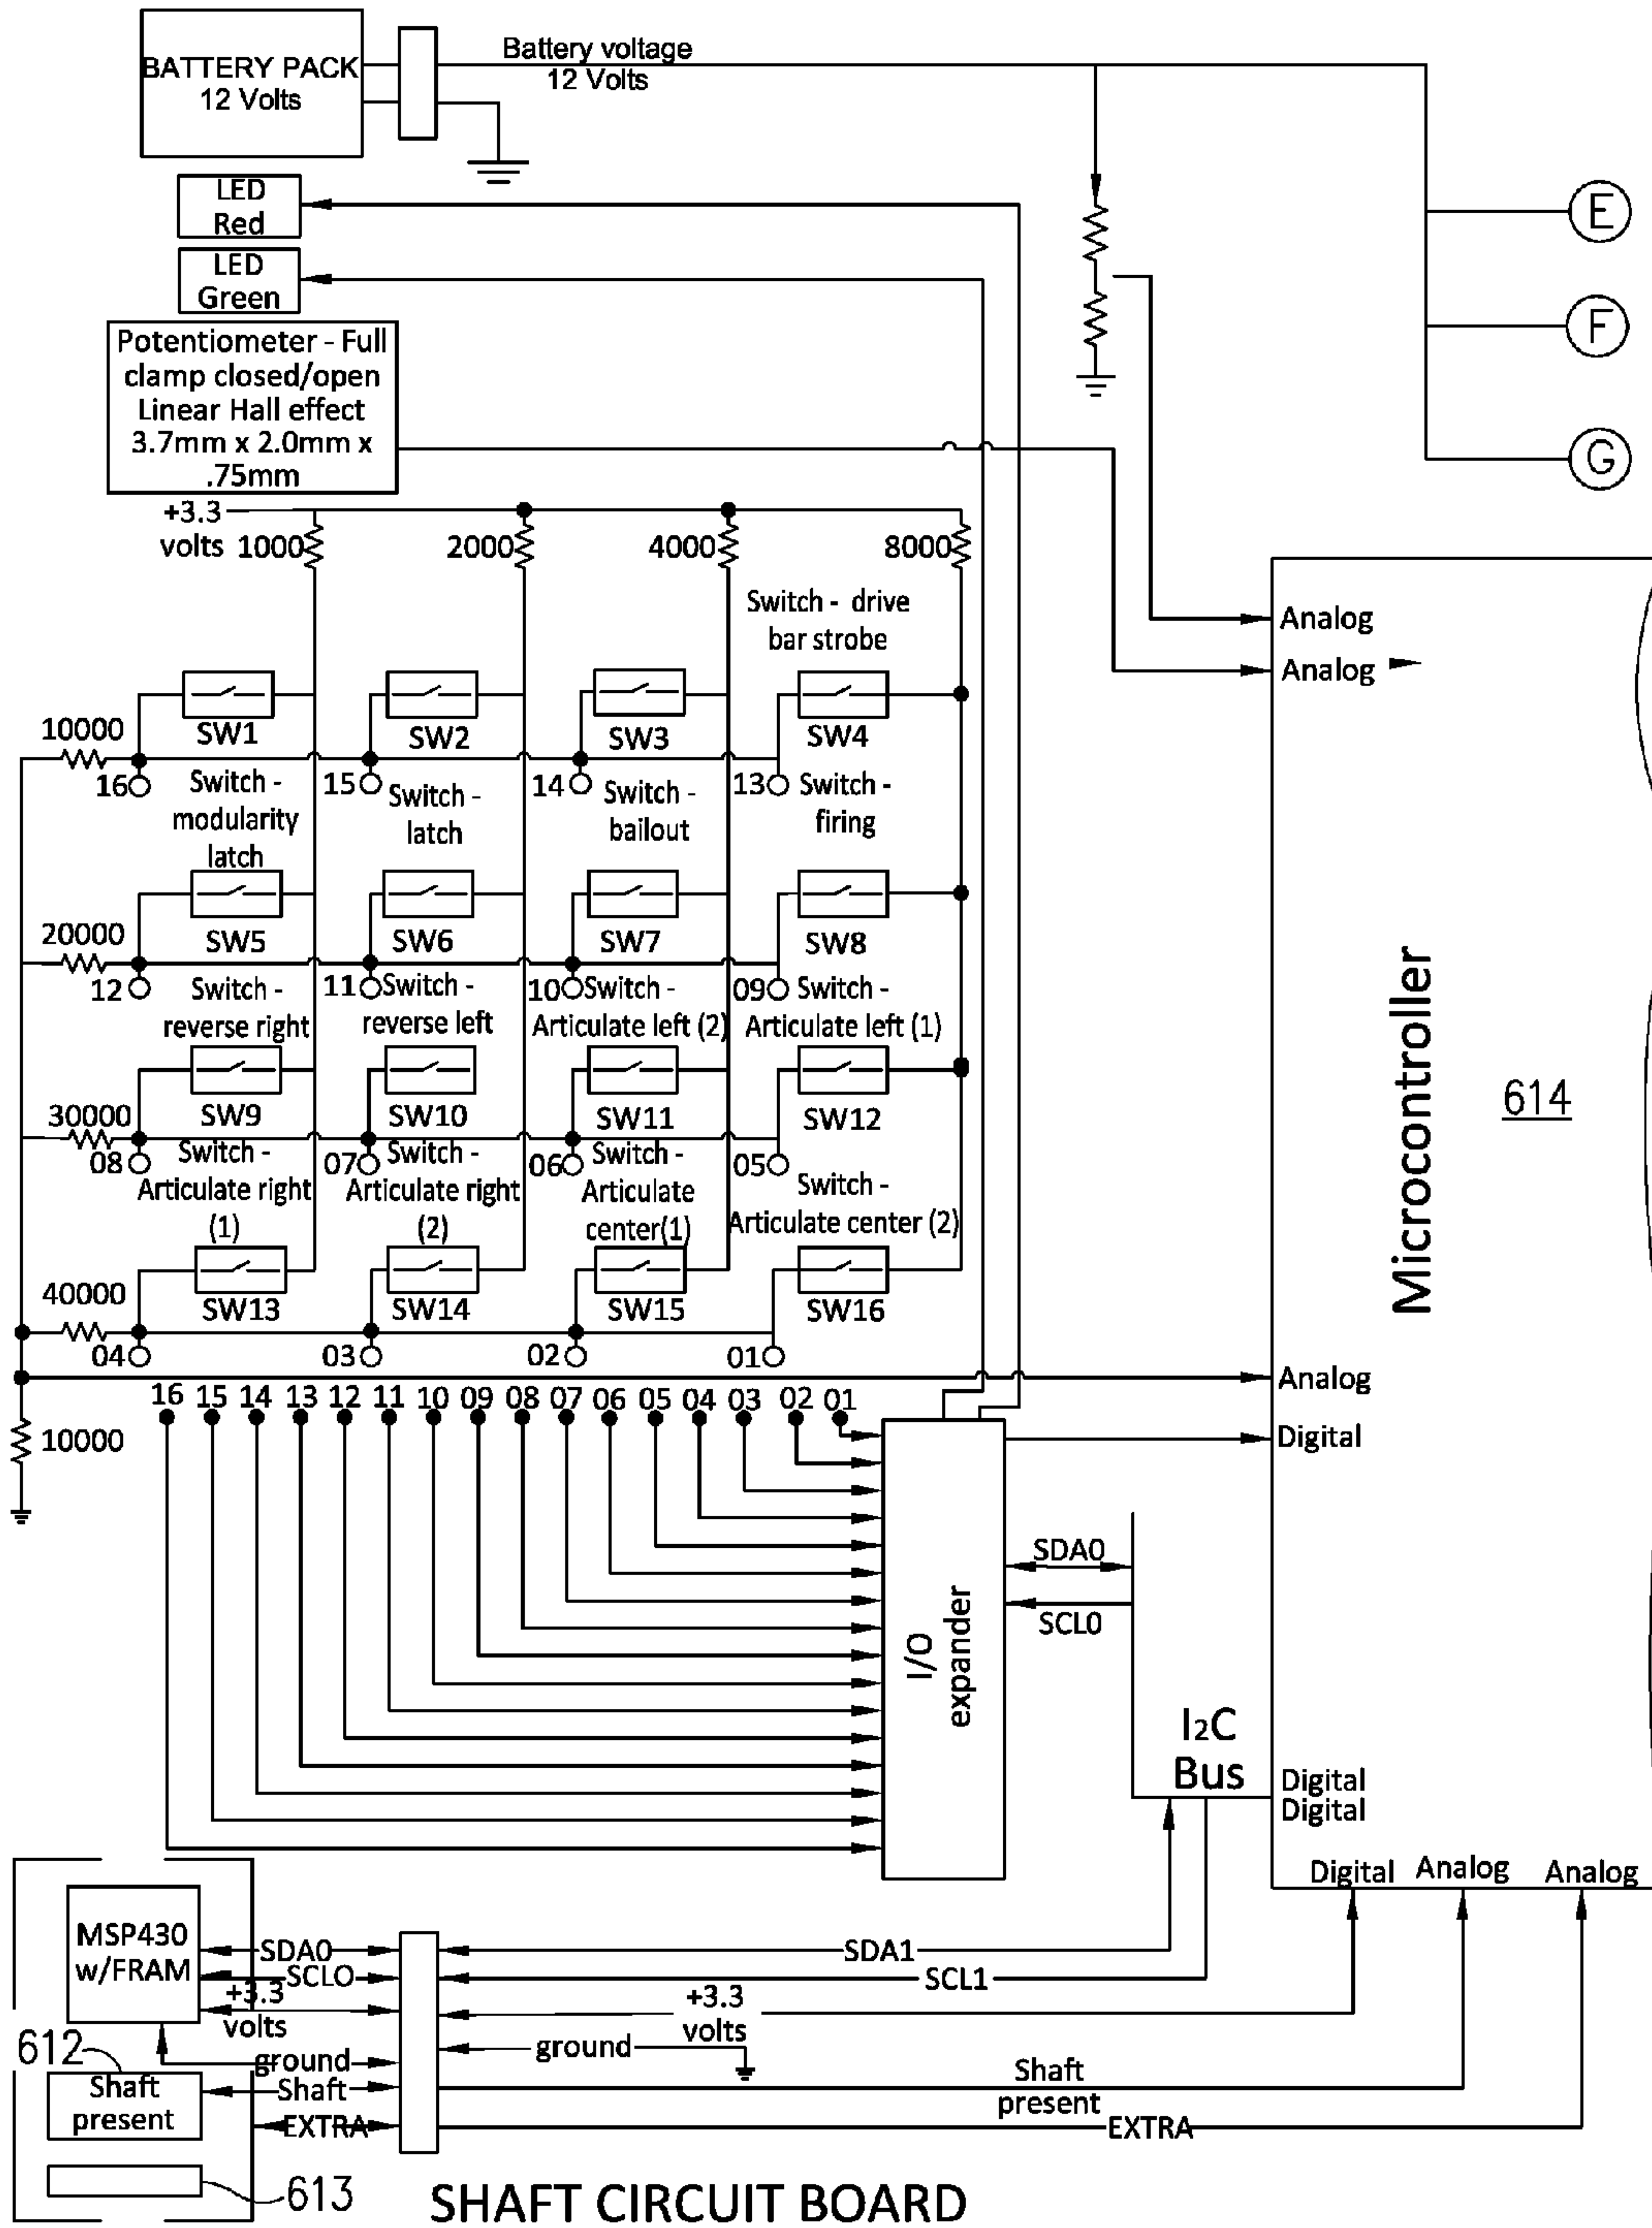 BATTERY PACK
12 Volts
Battery voltage
12 Volts
LED
Red
LED
Green
E
F
G
Potentiometer - Full
clamp closed/open
Linear Hall effect
3.7mm x 2.0mm x
.75mm
+3.3
volts
1000
2000
4000
8000
Switch - drive
bar strobe
Analog
Analog
SW1
SW2
SW3
SW4
10000
16
15
14
13
Switch -
modularity
latch
Switch -
latch
Switch -
bailout
Switch -
firing
SW5
SW6
SW7
SW8
20000
12
11
10
09
Switch -
reverse right
Switch -
reverse left
Switch -
Articulate left (2)
Switch -
Articulate left (1)
SW9
SW10
SW11
SW12
30000
08
07
06
05
Switch -
Articulate right
(1)
Switch -
Articulate right
(2)
Switch -
Articulate
center(1)
Switch -
Articulate center (2)
SW13
SW14
SW15
SW16
40000
04
03
02
01
Microcontroller
614
Analog
Digital
16 15 14 13 12 11 10 09 08 07 06 05 04 03 02 01
10000
I/O
expander
SDA0
SCL0
I2C
Bus
Digital
Digital
Digital
Analog
Analog
MSP430
w/FRAM
SDA0
SCLO
+3.3
volts
ground
Shaft
EXTRA
612
Shaft
present
613
SDA1
SCL1
+3.3
volts
ground
Shaft
present
EXTRA
SHAFT CIRCUIT BOARD